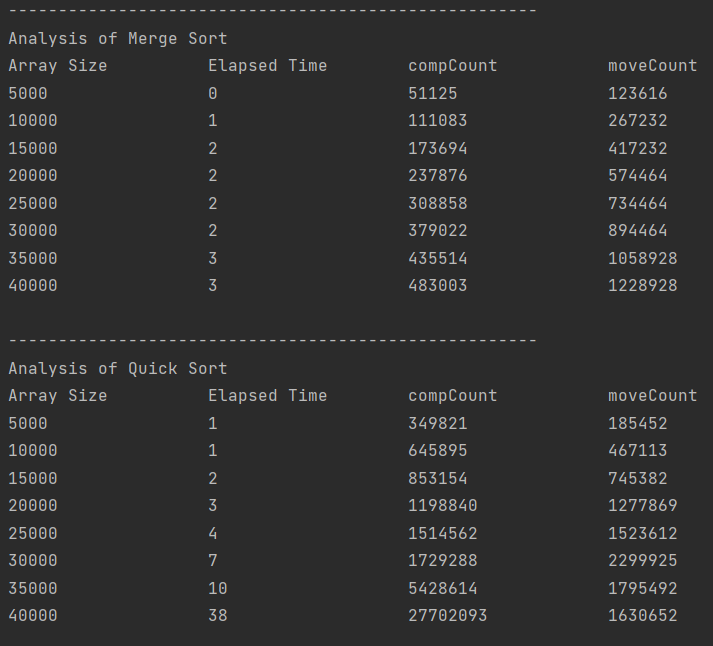 -----------------------------------------------------
Analysis of Merge Sort
Array Size          Elapsed Time        compCount           moveCount
5000                0                   51125               123616
10000               1                   111083              267232
15000               2                   173694              417232
20000               2                   237876              574464
25000               2                   308858              734464
30000               2                   379022              894464
35000               3                   435514              1058928
40000               3                   483003              1228928
-----------------------------------------------------
Analysis of Quick Sort
Array Size          Elapsed Time        compCount           moveCount
5000                1                   349821              185452
10000               1                   645895              467113
15000               2                   853154              745382
20000               3                   1198840             1277869
25000               4                   1514562             1523612
30000               7                   1729288             2299925
35000               10                  5428614             1795492
40000               38                  27702093            1630652